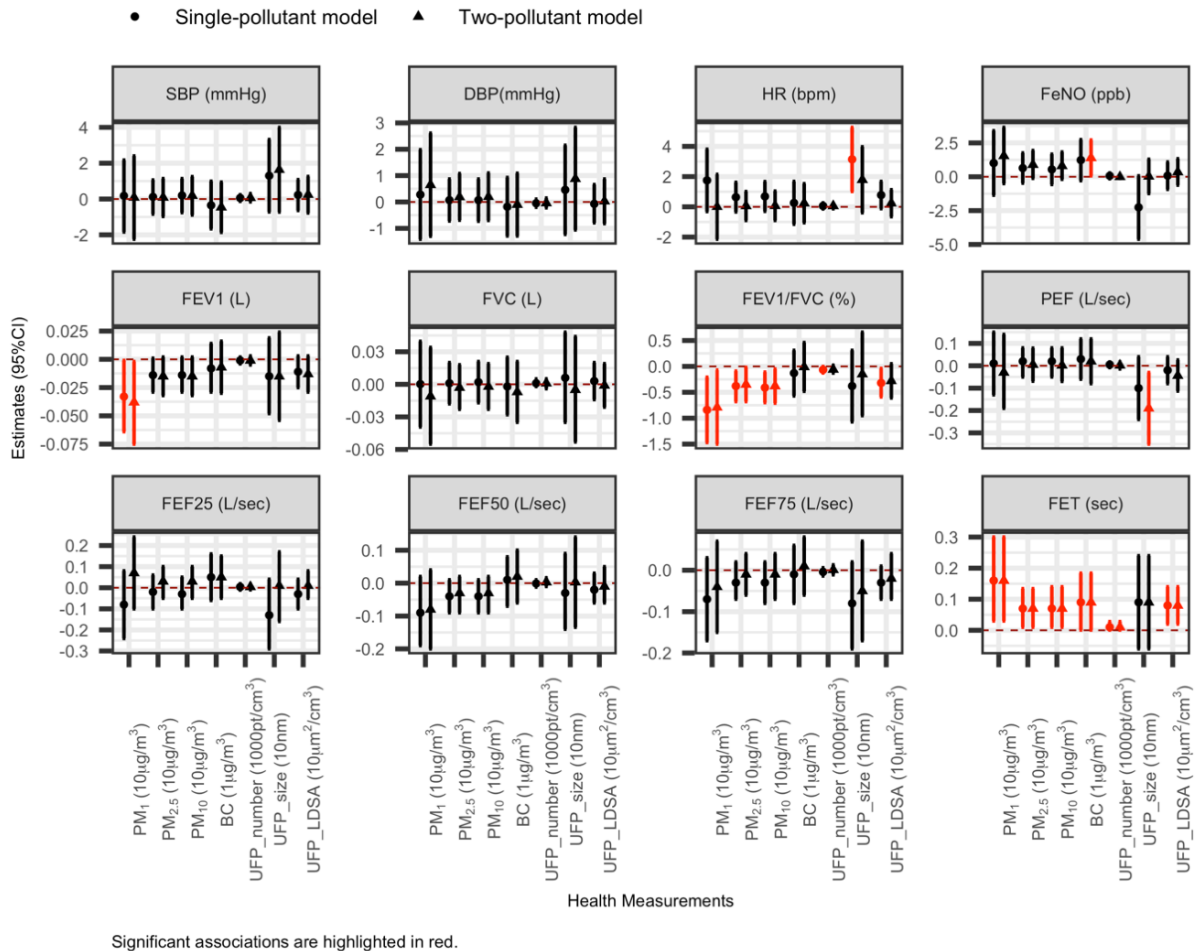 Single-pollutant model Two-pollutant model
SBP (mmHg) DBP(mmHg) HR (bpm) FeNO (ppb)
4 2 0 -2
3 2 1 0 -1
4 2 0 -2
2.5 0.0 -2.5 -5.0
FEV1 (L) FVC (L) FEV1/FVC (%) PEF (L/sec)
0.025 0.000 -0.025 -0.050 -0.075
0.03 0.00 -0.03 -0.06
0.5 0.0 -0.5 -1.0 -1.5
0.1 0.0 -0.1 -0.2 -0.3
Estimates (95%CI)
FEF25 (L/sec) FEF50 (L/sec) FEF75 (L/sec) FET (sec)
0.2 0.1 0.0 -0.1 -0.2 -0.3
0.1 0.0 -0.1 -0.2
0.0 -0.1 -0.2
0.3 0.2 0.1 0.0
PM₁ (10µg/m³)
PM₂.₅ (10µg/m³)
PM₁₀ (10µg/m³)
BC (1µg/m³)
UFP_number (1000pt/cm³)
UFP_size (10nm)
UFP_LDSA (10µm²/cm³)
PM₁ (10µg/m³)
PM₂.₅ (10µg/m³)
PM₁₀ (10µg/m³)
BC (1µg/m³)
UFP_number (1000pt/cm³)
UFP_size (10nm)
UFP_LDSA (10µm²/cm³)
PM₁ (10µg/m³)
PM₂.₅ (10µg/m³)
PM₁₀ (10µg/m³)
BC (1µg/m³)
UFP_number (1000pt/cm³)
UFP_size (10nm)
UFP_LDSA (10µm²/cm³)
PM₁ (10µg/m³)
PM₂.₅ (10µg/m³)
PM₁₀ (10µg/m³)
BC (1µg/m³)
UFP_number (1000pt/cm³)
UFP_size (10nm)
UFP_LDSA (10µm²/cm³)
Health Measurements
Significant associations are highlighted in red.